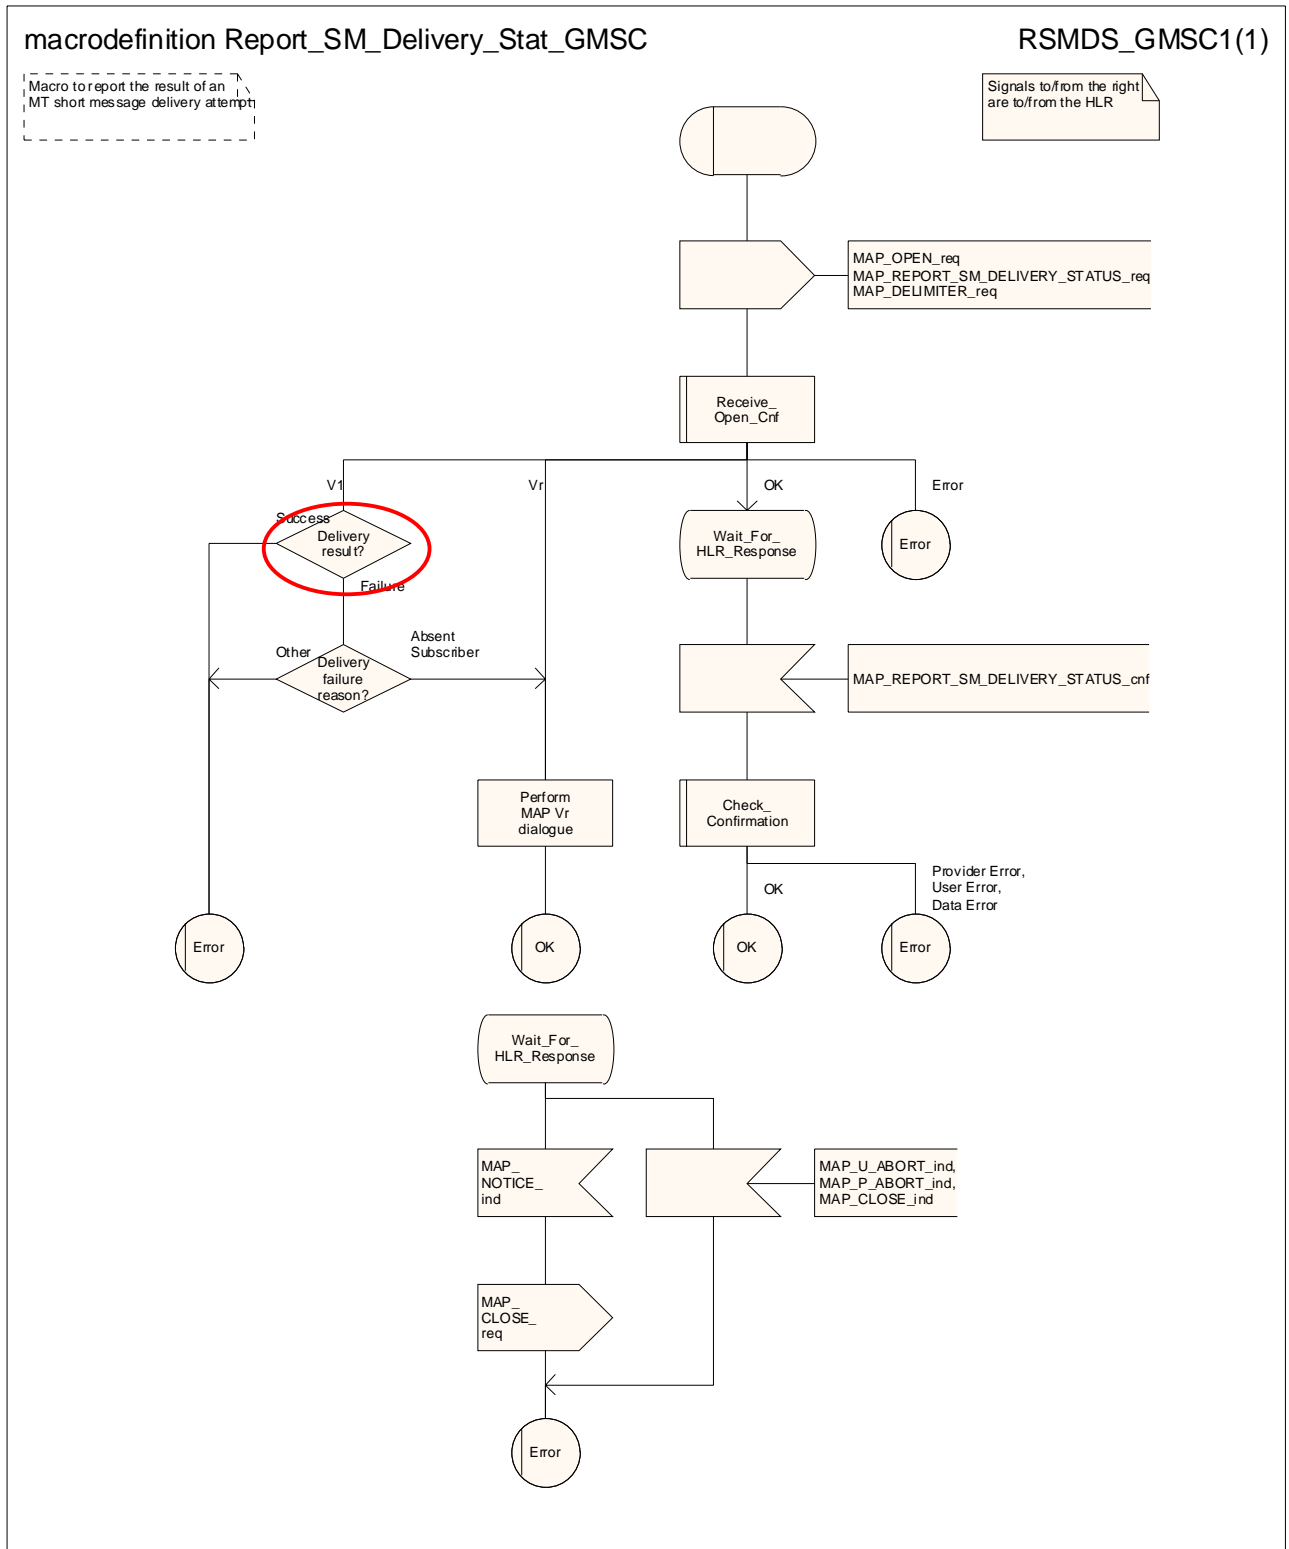 macrodefinition Report_SM_Delivery_Stat_GMSC
RSMDS_GMSC1(1)
Macro to report the result of an
MT short message delivery attempt
Signals to/from the right
are to/from the HLR
MAP_OPEN_req
MAP_REPORT_SM_DELIVERY_STATUS_req
MAP_DELIMITER_req
Receive_
Open_Cnf
V1
Vr
OK
Error
Success
Delivery
result?
Wait_For_
HLR_Response
Error
Failure
Other
Absent
Subscriber
Delivery
failure
reason?
MAP_REPORT_SM_DELIVERY_STATUS_cnf
Perform
MAP Vr
dialogue
Check_
Confirmation
OK
Provider Error,
User Error,
Data Error
Error
OK
OK
Error
Wait_For_
HLR_Response
MAP_
NOTICE_
ind
MAP_U_ABORT_ind,
MAP_P_ABORT_ind,
MAP_CLOSE_ind
MAP_
CLOSE_
req
Error